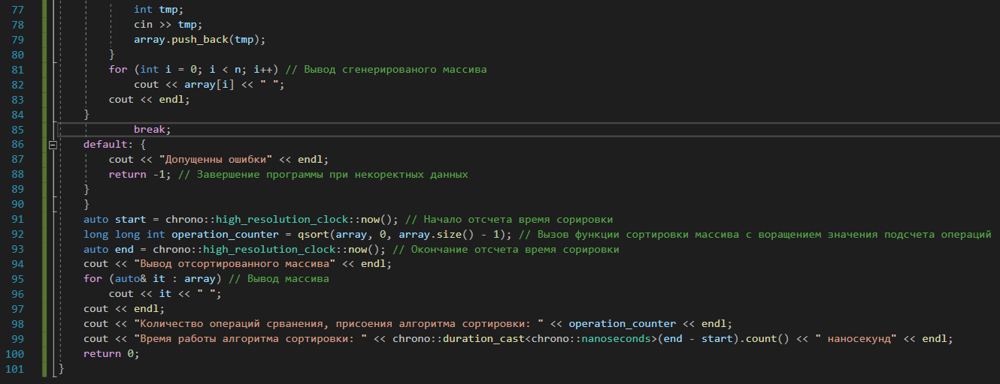 77 int tmp;
78 cin >> tmp;
79 array.push_back(tmp);
80 }
81 for (int i = 0; i < n; i++) // Вывод сгенерированого массива
82 cout << array[i] << " ";
83 cout << endl;
84 }
85 break;
86 default: {
87 cout << "Допущенны ошибки" << endl;
88 return -1; // Завершение программы при некоректных данных
89 }
90 }
91 auto start = chrono::high_resolution_clock::now(); // Начало отсчета время сорировки
92 long long int operation_counter = qsort(array, 0, array.size() - 1); // Вызов функции сортировки массива с воращением значения подсчета операций
93 auto end = chrono::high_resolution_clock::now(); // Окончание отсчета время сорировки
94 cout << "Вывод отсортированного массива" << endl;
95 for (auto& it : array) // Вывод массива
96 cout << it << " ";
97 cout << endl;
98 cout << "Количество операций срванения, присоения алгоритма сортировки: " << operation_counter << endl;
99 cout << "Время работы алгоритма сортировки: " << chrono::duration_cast<chrono::nanoseconds>(end - start).count() << " наносекунд" << endl;
100 return 0;
101 }